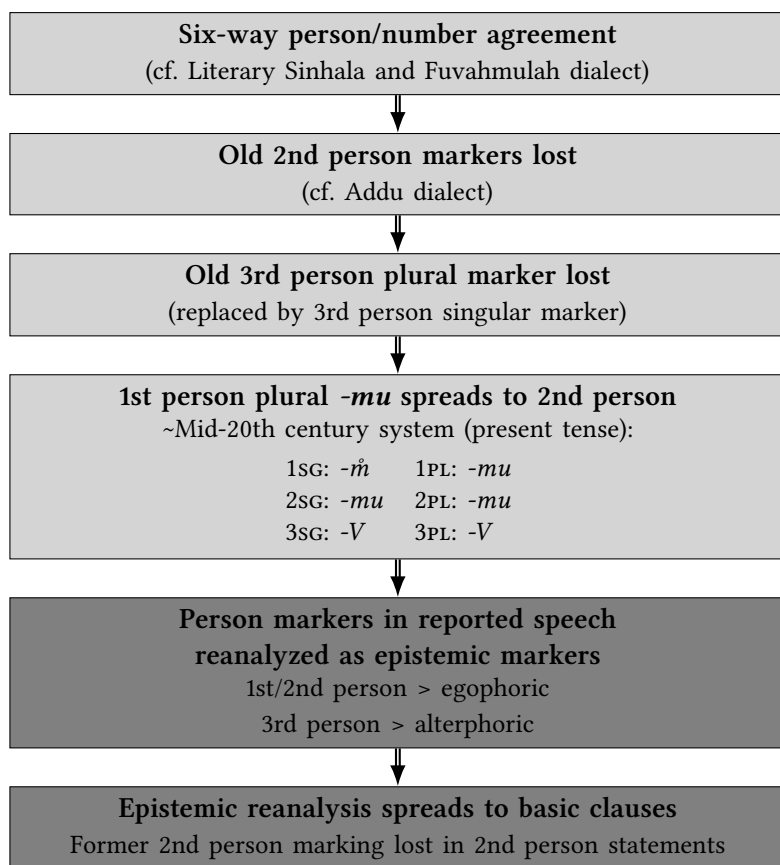 Six-way person/number agreement
(cf. Literary Sinhala and Fuvahmulah dialect)
Old 2nd person markers lost
(cf. Addu dialect)
Old 3rd person plural marker lost
(replaced by 3rd person singular marker)
1st person plural -mu spreads to 2nd person
~Mid-20th century system (present tense):
1SG: -m̊ 1PL: -mu
2SG: -mu 2PL: -mu
3SG: -V 3PL: -V
Person markers in reported speech
reanalyzed as epistemic markers
1st/2nd person > egophoric
3rd person > alterphoric
Epistemic reanalysis spreads to basic clauses
Former 2nd person marking lost in 2nd person statements